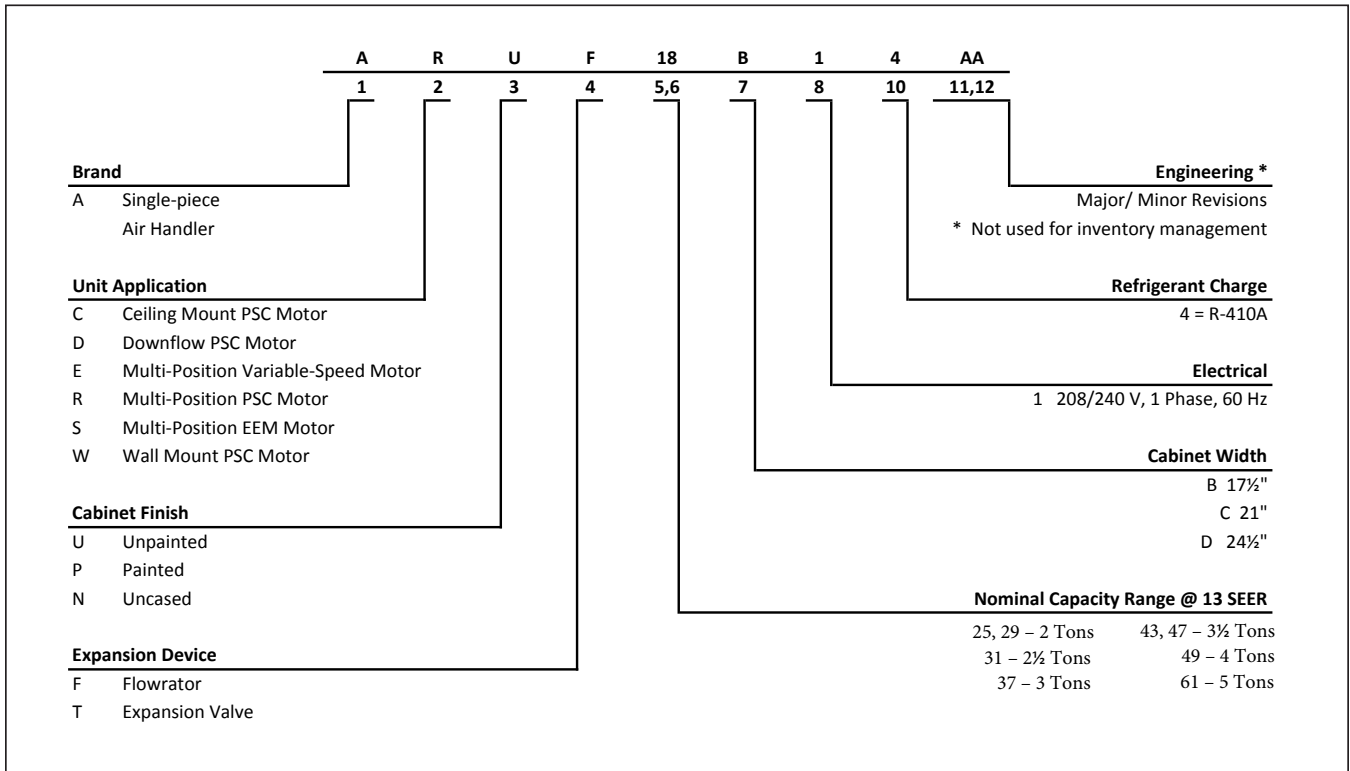 A R U F 18 B 1 4 AA
1 2 3 4 5,6 7 8 10 11,12
Brand
A Single-piece
Air Handler
Unit Application
C Ceiling Mount PSC Motor
D Downflow PSC Motor
E Multi-Position Variable-Speed Motor
R Multi-Position PSC Motor
S Multi-Position EEM Motor
W Wall Mount PSC Motor
Cabinet Finish
U Unpainted
P Painted
N Uncased
Expansion Device
F Flowrator
T Expansion Valve
Engineering *
Major/ Minor Revisions
* Not used for inventory management
Refrigerant Charge
4 = R-410A
Electrical
1 208/240 V, 1 Phase, 60 Hz
Cabinet Width
B 17½"
C 21"
D 24½"
Nominal Capacity Range @ 13 SEER
25, 29 – 2 Tons 43, 47 – 3½ Tons
31 – 2½ Tons 49 – 4 Tons
37 – 3 Tons 61 – 5 Tons